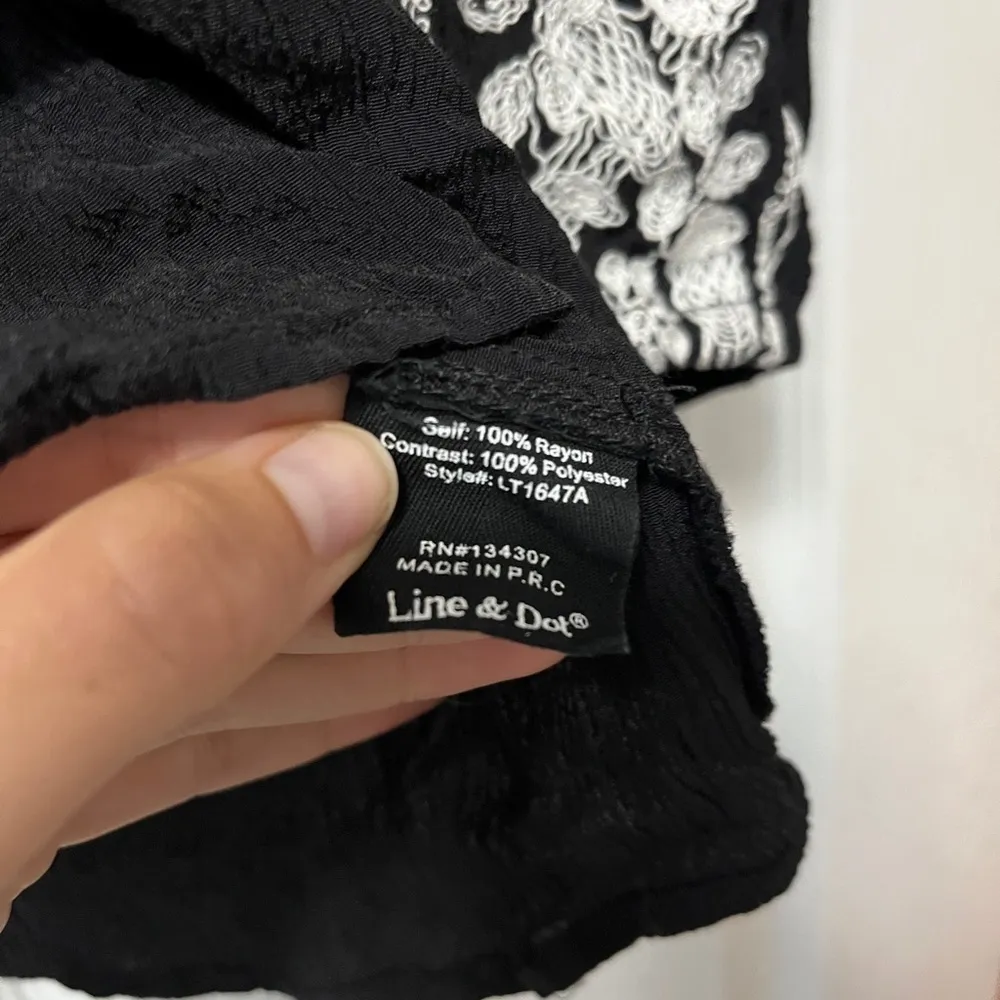 Self: 100% Rayon
Contrast: 100% Polyester
Style#: LT1647A
RN#134307
MADE IN P.R.C
Line & Dot®